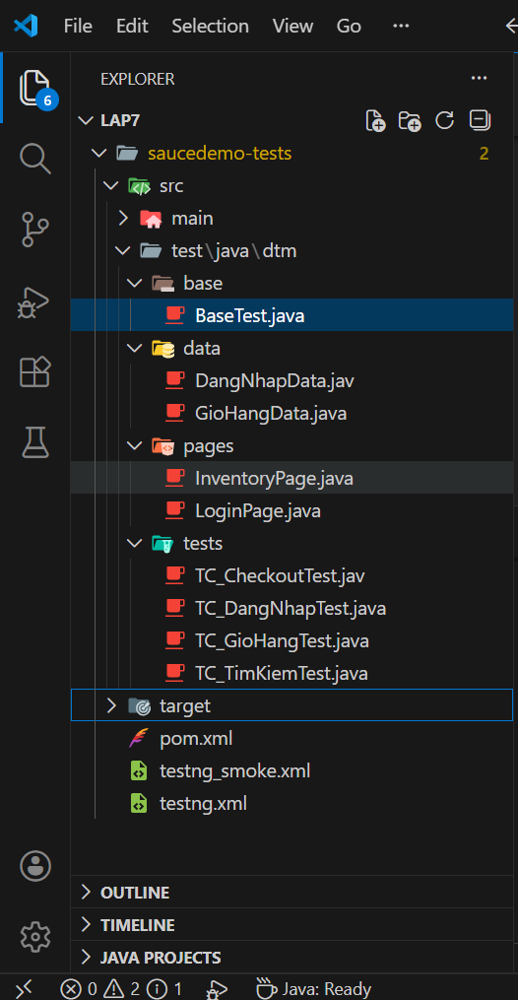 File Edit Selection View Go ···
EXPLORER ···
6
LAP7
saucedemo-tests 2
src
main
test\java\dtm
base
BaseTest.java
data
DangNhapData.jav
GioHangData.java
pages
InventoryPage.java
LoginPage.java
tests
TC_CheckoutTest.jav
TC_DangNhapTest.java
TC_GioHangTest.java
TC_TimKiemTest.java
target
pom.xml
testng_smoke.xml
testng.xml
OUTLINE
TIMELINE
JAVA PROJECTS
0 2 1 Java: Ready